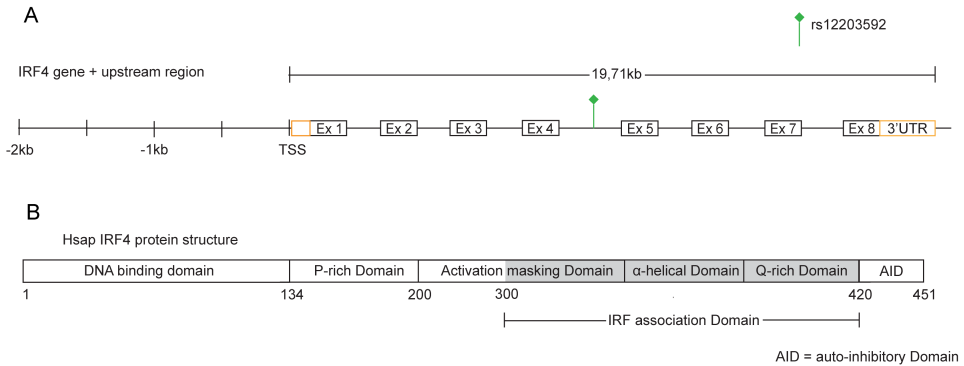 A
rs12203592
IRF4 gene + upstream region
19,71kb
Ex 1 Ex 2 Ex 3 Ex 4 Ex 5 Ex 6 Ex 7 Ex 8 3'UTR
-2kb -1kb TSS
B
Hsap IRF4 protein structure
DNA binding domain P-rich Domain Activation masking Domain α-helical Domain Q-rich Domain AID
1 134 200 300 420 451
IRF association Domain
AID = auto-inhibitory Domain